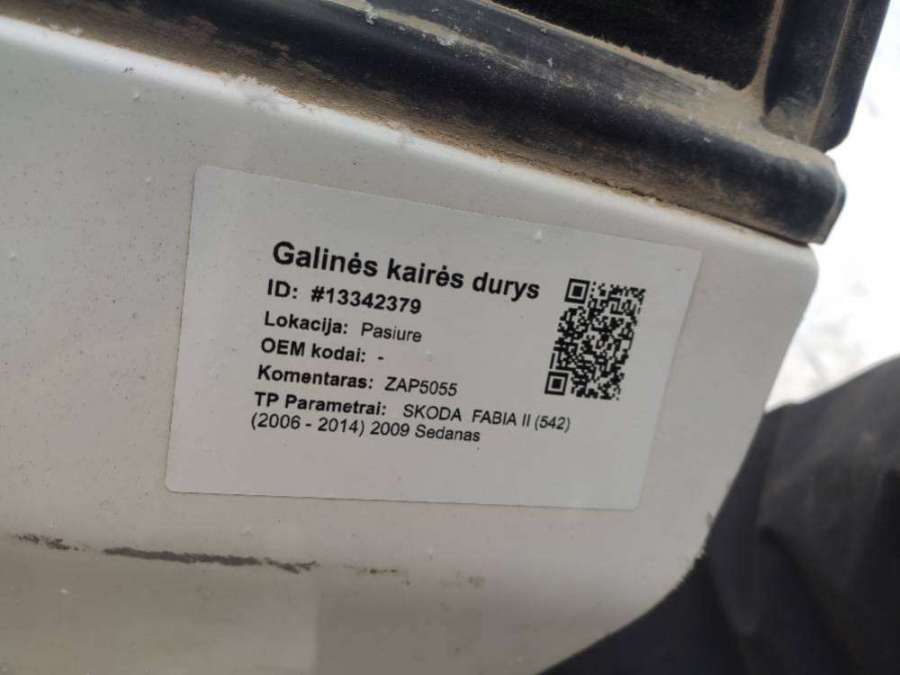 Galinės kairės durys
ID: #13342379
Lokacija: Pasiure
OEM kodai: -
Komentaras: ZAP5055
TP Parametrai: SKODA FABIA II (542)
(2006 - 2014) 2009 Sedanas